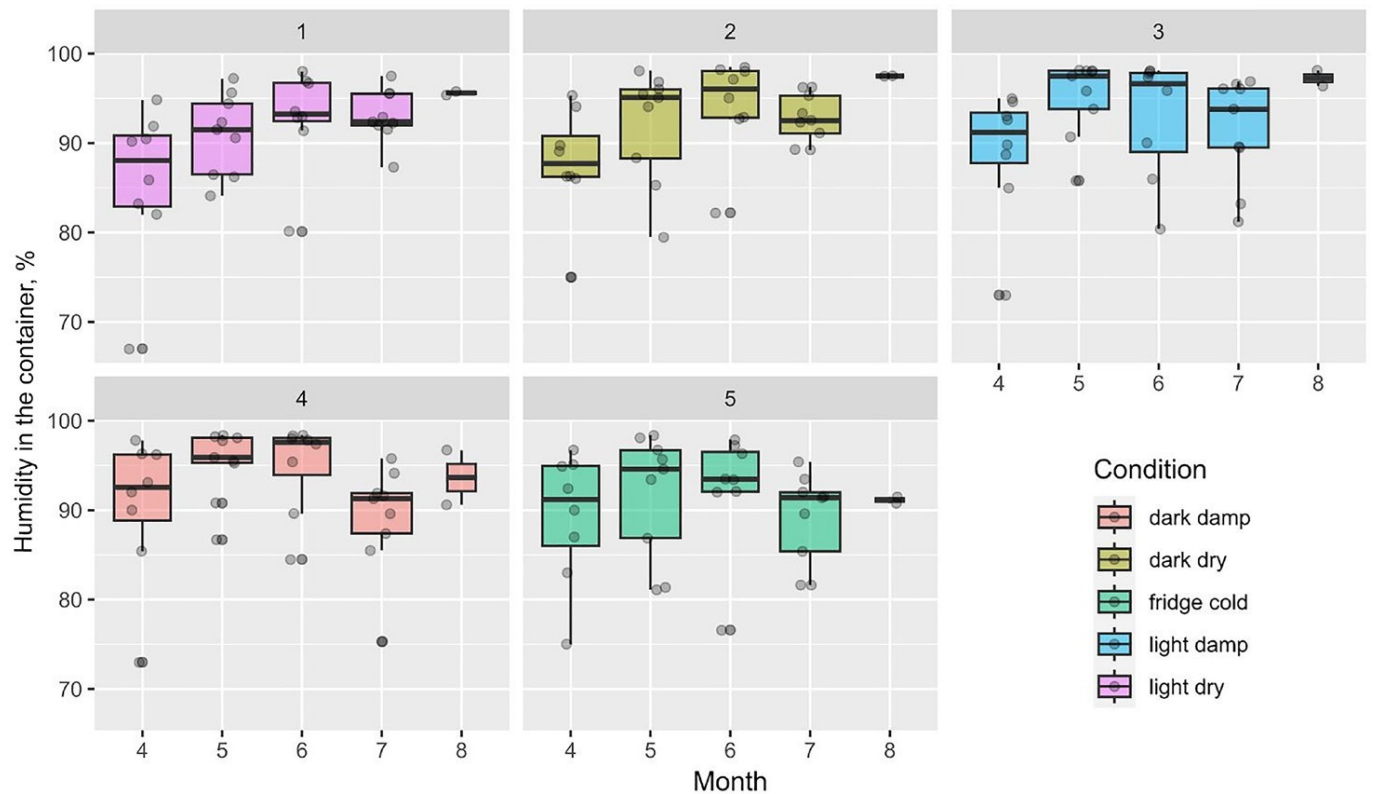 1 2 3
Humidity in the container, %
100
90
80
70
4 5 6 7 8
4 5
100
90
80
70
4 5 6 7 8 4 5 6 7 8
Month
Condition
dark damp
dark dry
fridge cold
light damp
light dry